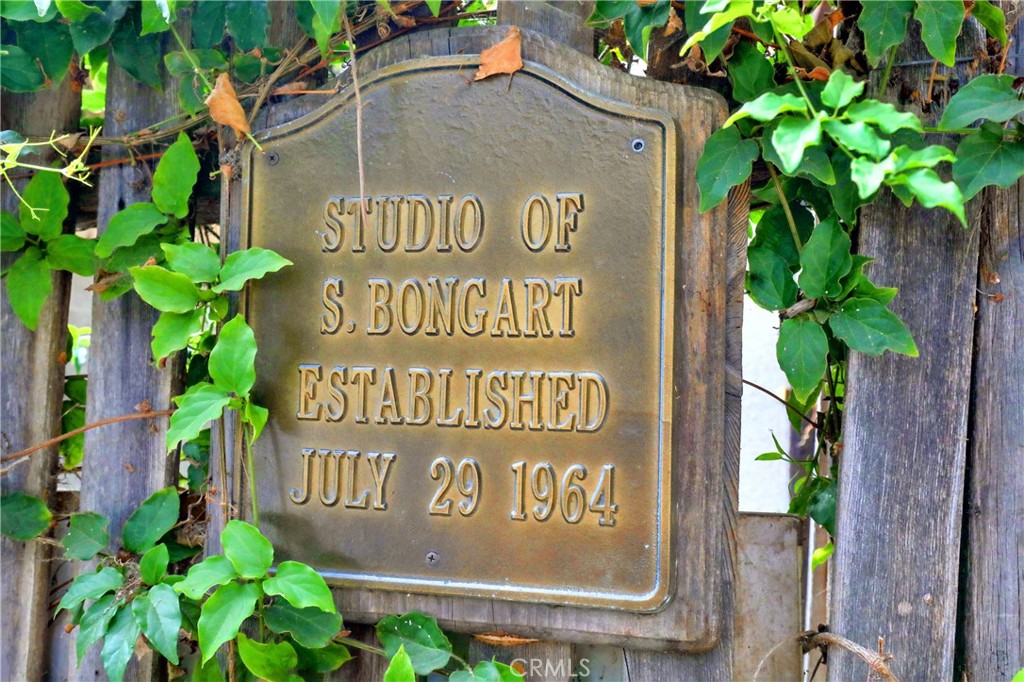 STUDIO OF
S. BONGART
ESTABLISHED
JULY 29 1964
CRMLS